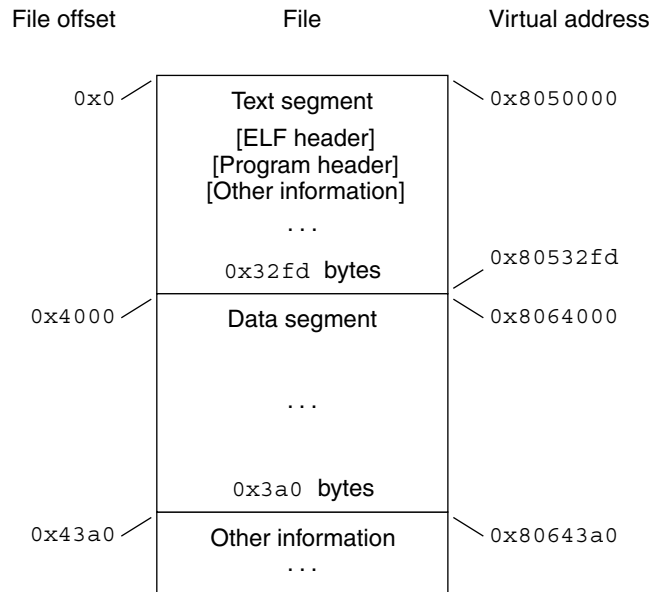 File offset File Virtual address
0x0 Text segment 0x8050000
[ELF header]
[Program header]
[Other information]
...
0x80532fd
0x32fd bytes
0x4000 Data segment 0x8064000
...
0x3a0 bytes
0x43a0 Other information 0x80643a0
...